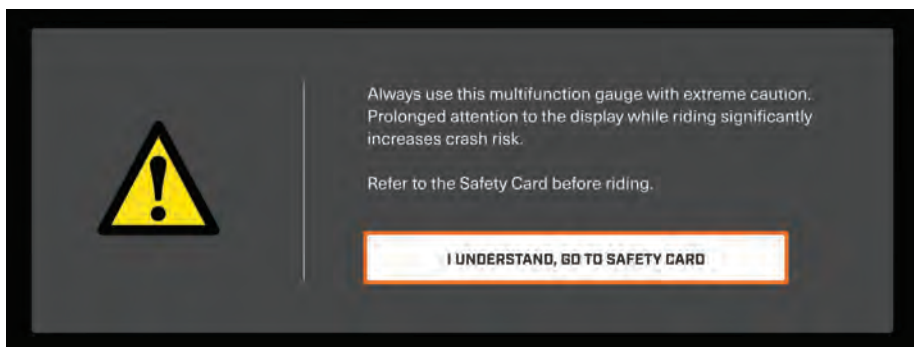 Always use this multifunction gauge with extreme caution.
Prolonged attention to the display while riding significantly
increases crash risk.
Refer to the Safety Card before riding.
I UNDERSTAND, GO TO SAFETY CARD